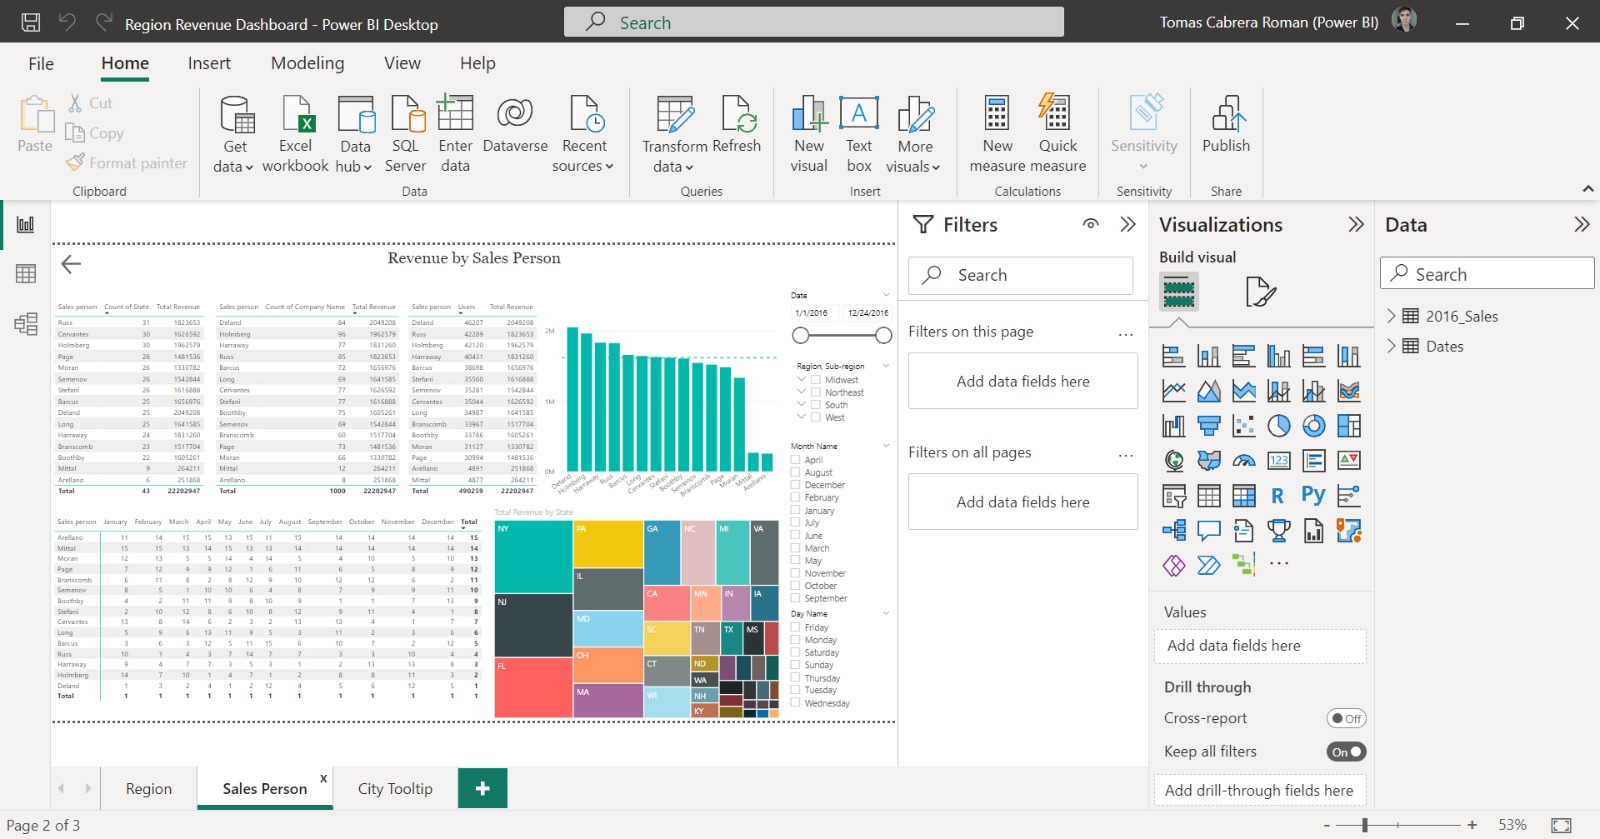 Region Revenue Dashboard - Power BI Desktop
Search
Tomas Cabrera Roman (Power BI)
File Home Insert Modeling View Help
Paste
Cut
Copy
Format painter
Clipboard
Get data
Excel workbook
Data hub
SQL Server
Enter data
Dataverse
Recent sources
Data
Transform data
Refresh
Queries
New visual
Text box
A
More visuals
Insert
New measure
Quick measure
Calculations
Sensitivity
Sensitivity
Publish
Share
Revenue by Sales Person
Sales person Count of State Total Revenue
Russ 31 1823653
Cervantes 30 1626592
Holmberg 30 1962579
Page 28 1481536
Moran 26 1330782
Semenov 26 1542844
Stefani 26 1616888
Barcus 25 1656976
Deland 25 2049208
Long 25 1641585
Harraway 24 1831260
Branscomb 23 1517704
Boothby 22 1605261
Mittal 9 264211
Arellano 6 251868
Total 43 22202947
Sales person Count of Company Name Total Revenue
Deland 84 2049208
Holmberg 96 1962579
Harraway 77 1831260
Russ 85 1823653
Barcus 72 1656976
Long 69 1641585
Cervantes 77 1626592
Stefani 77 1616888
Boothby 75 1605261
Semenov 69 1542844
Branscomb 60 1517704
Page 73 1481536
Moran 66 1330782
Mittal 12 264211
Arellano 8 251868
Total 1000 22202947
Sales person Users Total Revenue
Deland 46207 2049208
Russ 42289 1823653
Holmberg 42120 1962579
Harraway 40431 1831260
Barcus 38698 1656976
Stefani 35560 1616888
Semenov 35281 1542844
Cervantes 35044 1626592
Long 34987 1641585
Branscomb 33967 1517704
Boothby 33786 1605261
Moran 31127 1330782
Page 30994 1481536
Arellano 4891 251868
Mittal 4877 264211
Total 490259 22202947
2M
1M
0M
Deland Holmberg Harraway Russ Barcus Long Cervantes Stefani Boothby Semenov Branscomb Page Moran Mittal Arellano
Date
1/1/2016 12/24/2016
Region, Sub-region
Midwest
Northeast
South
West
Month Name
April
August
December
February
January
July
June
March
May
November
October
September
Day Name
Friday
Monday
Saturday
Sunday
Thursday
Tuesday
Wednesday
Sales person January February March April May June July August September October November December Total
Arellano 11 14 15 15 13 15 11 15 14 14 14 14 15
Mittal 15 15 13 14 15 13 13 14 14 14 14 14 14
Moran 12 13 5 5 14 4 14 5 4 10 5 10 13
Page 7 12 9 9 12 1 6 11 6 5 8 9 12
Branscomb 6 11 8 2 8 12 9 10 12 12 6 2 11
Semenov 8 5 1 10 10 6 4 8 7 9 9 11 10
Boothby 4 2 11 11 9 8 10 9 1 1 7 13 9
Stefani 2 10 12 8 6 10 8 12 9 11 4 1 8
Cervantes 13 8 14 6 2 3 2 13 13 4 1 7 7
Long 5 9 6 13 11 9 5 3 11 2 3 6 6
Barcus 3 6 3 12 5 11 15 6 10 7 2 12 5
Russ 10 1 4 3 7 14 7 7 3 3 10 4 4
Harraway 9 4 7 7 3 5 3 1 2 13 13 8 3
Holmberg 14 7 10 1 4 7 1 2 8 8 11 3 2
Deland 1 3 2 4 1 2 12 4 5 6 12 5 1
Total 1 1 1 1 1 1 1 1 1 1 1 1 1
Total Revenue by State
NY
NJ
FL
PA
IL
MD
OH
MA
GA
NC
MI
VA
CA
MN
IN
IA
SC
TN
TX
MS
CT
ND
WA
WI
NH
KY
Filters
Search
Filters on this page
...
Add data fields here
Filters on all pages
...
Add data fields here
Visualizations
Build visual
123
R
Py
...
Values
Add data fields here
Drill through
Cross-report Off
Keep all filters On
Add drill-through fields here
Data
Search
2016_Sales
Dates
Region
Sales Person x
City Tooltip
+
Page 2 of 3
- + 53%